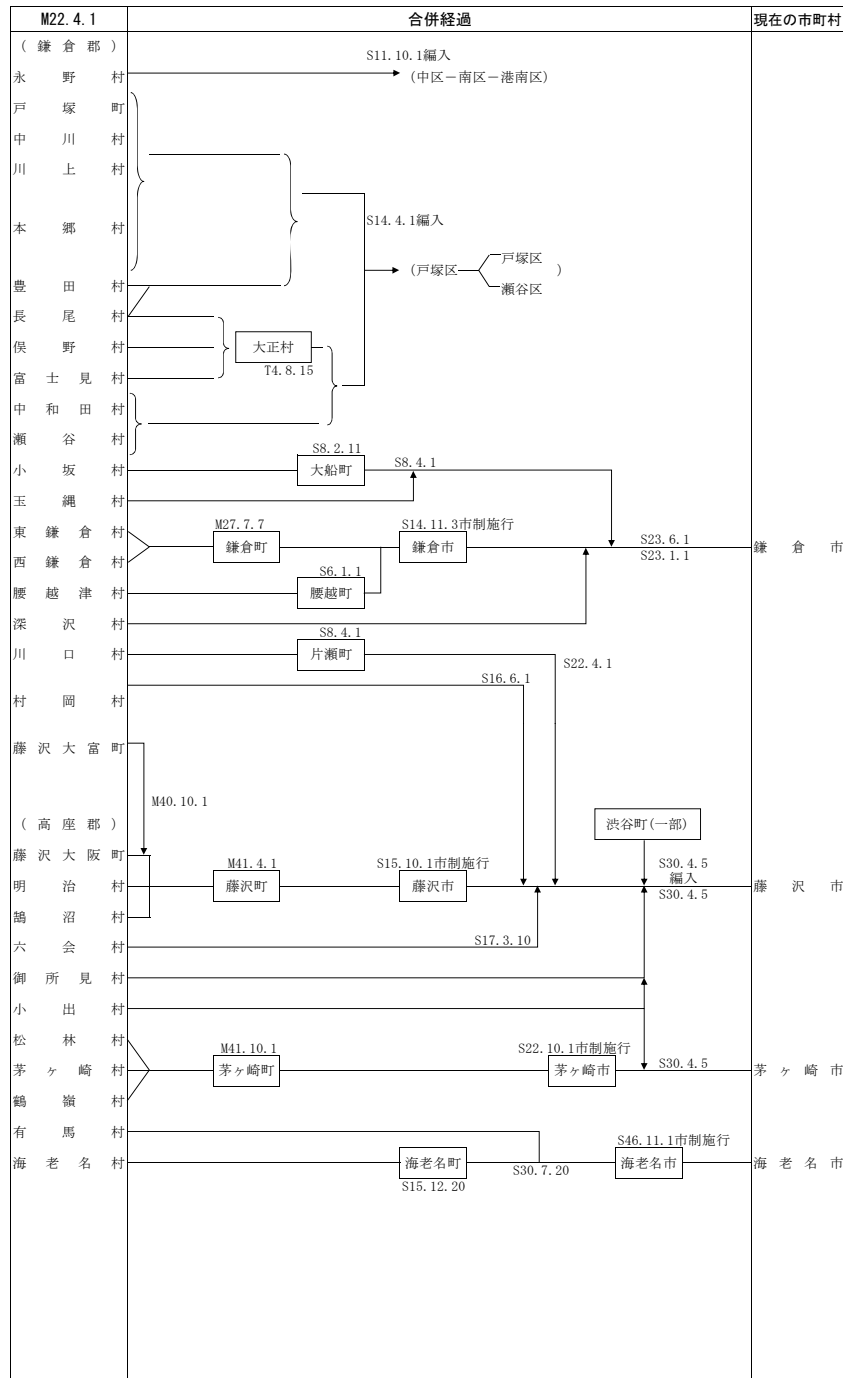 M22.4.1 合併経過 現在の市町村
(鎌倉郡)
S11.10.1編入
永野村 (中区－南区－港南区)
戸塚町
中川村
川上村
S14.4.1編入
本郷村
戸塚区
(戸塚区 )
豊田村 瀬谷区
長尾村
俣野村 大正村
T4.8.15
富士見村
中和田村
瀬谷村
S8.2.11
小坂村 大船町 S8.4.1
玉縄村
東鎌倉村 M27.7.7 S14.11.3市制施行
S23.6.1
鎌倉町 鎌倉市 鎌倉市
S23.1.1
西鎌倉村
S6.1.1
腰越津村 腰越町
深沢村
S8.4.1
川口村 片瀬町 S22.4.1
S16.6.1
村岡村
藤沢大富町
M40.10.1
(高座郡) 渋谷町(一部)
藤沢大阪町
M41.4.1 S15.10.1市制施行 S30.4.5
編入
明治村 藤沢町 藤沢市 藤沢市
S30.4.5
鵠沼村
六会村 S17.3.10
御所見村
小出村
松林村
M41.10.1 S22.10.1市制施行
茅ヶ崎村 茅ヶ崎町 茅ヶ崎市 S30.4.5 茅ヶ崎市
鶴嶺村
有馬村
S46.11.1市制施行
海老名村 海老名町 S30.7.20 海老名市 海老名市
S15.12.20